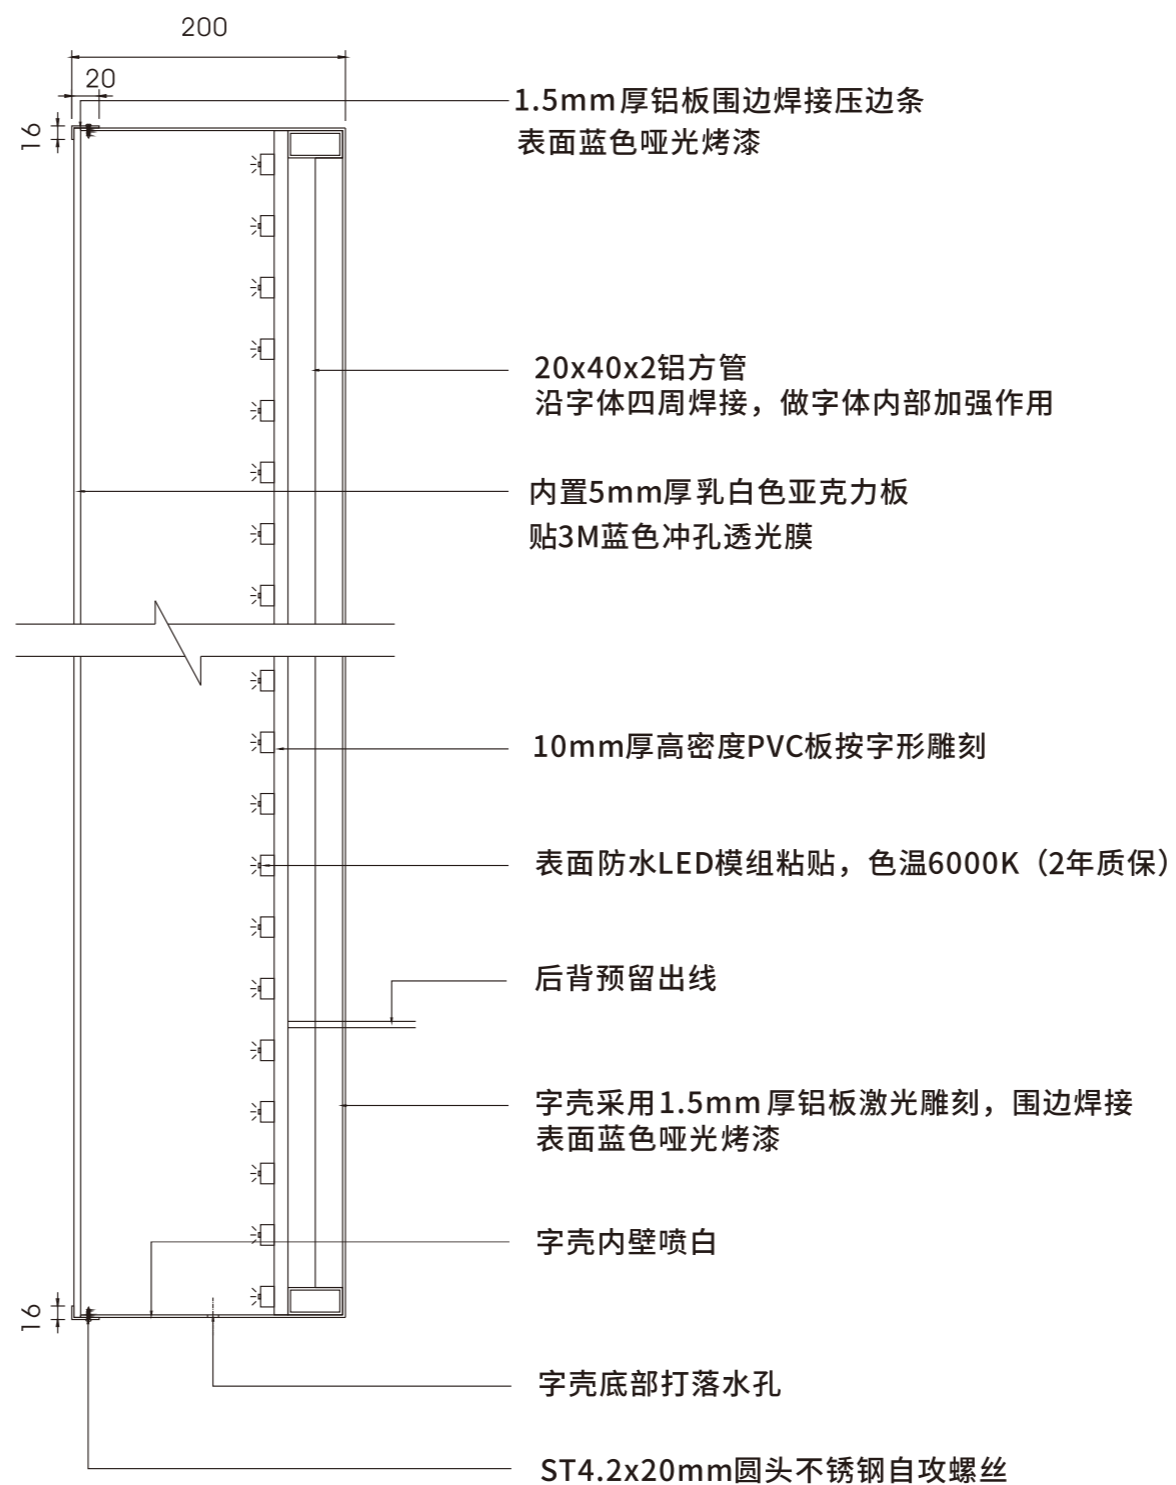 200
20
16
1.5mm厚铝板围边焊接压边条
表面蓝色哑光烤漆
20x40x2铝方管
沿字体四周焊接，做字体内部加强作用
内置5mm厚乳白色亚克力板
贴3M蓝色冲孔透光膜
10mm厚高密度PVC板按字形雕刻
表面防水LED模组粘贴，色温6000K（2年质保）
后背预留出线
字壳采用1.5mm厚铝板激光雕刻，围边焊接
表面蓝色哑光烤漆
字壳内壁喷白
16
字壳底部打落水孔
ST4.2x20mm圆头不锈钢自攻螺丝